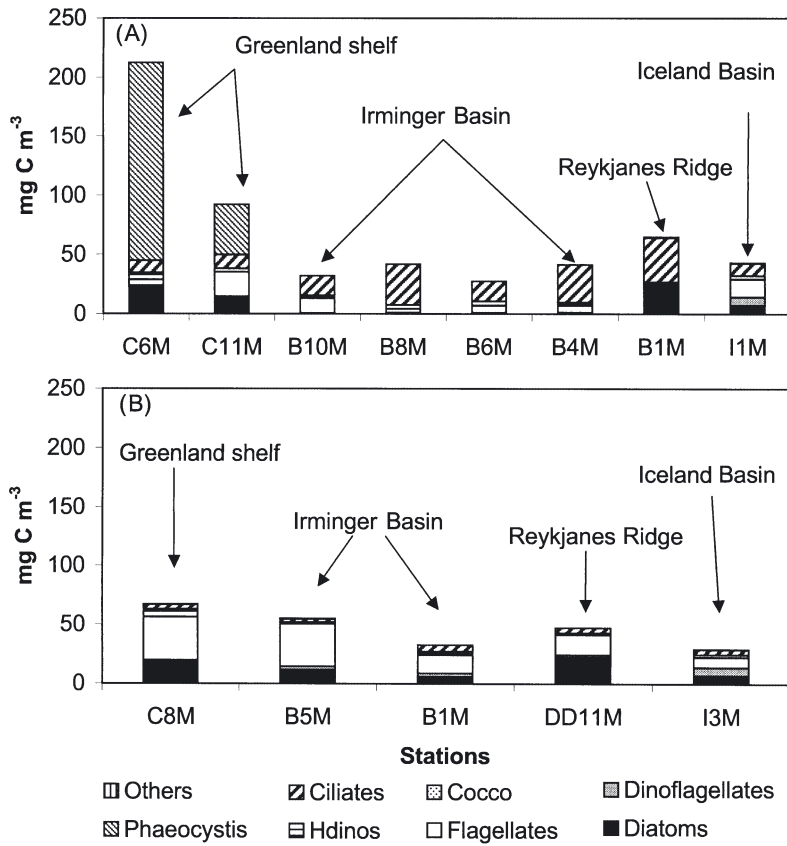 (A)
Greenland shelf
Irminger Basin
Iceland Basin
Reykjanes Ridge
mg C m-3
250
200
150
100
50
0
C6M C11M B10M B8M B6M B4M B1M I1M
(B)
Greenland shelf
Irminger Basin
Reykjanes Ridge
Iceland Basin
mg C m-3
250
200
150
100
50
0
C8M B5M B1M DD11M I3M
Stations
Others Ciliates Cocco Dinoflagellates
Phaeocystis Hdinos Flagellates Diatoms